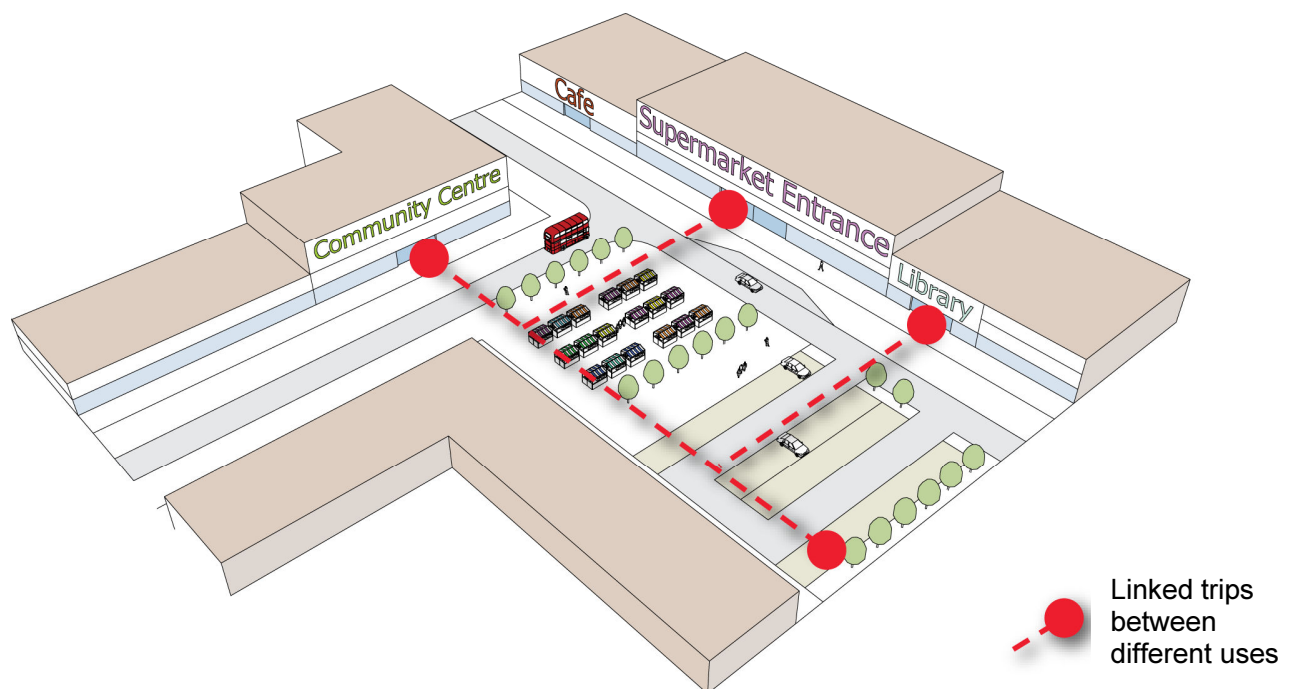 Cafe
Supermarket Entrance
Community Centre
Library
Linked trips
between
different uses